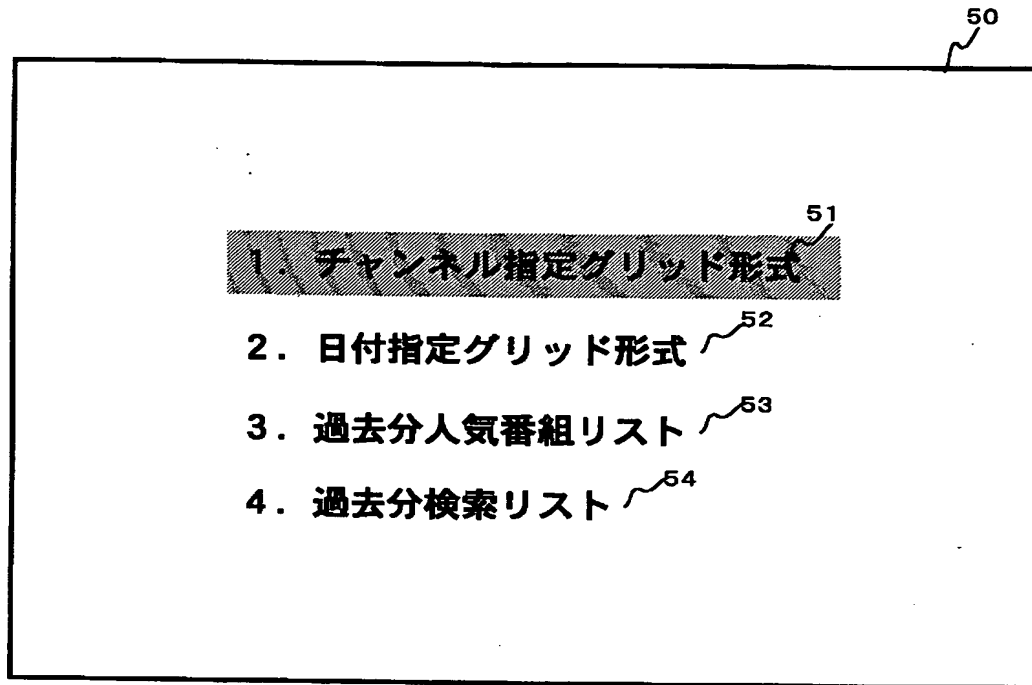 50
51
1. チャンネル指定グリッド形式
52
2. 日付指定グリッド形式
53
3. 過去分人気番組リスト
54
4. 過去分検索リスト